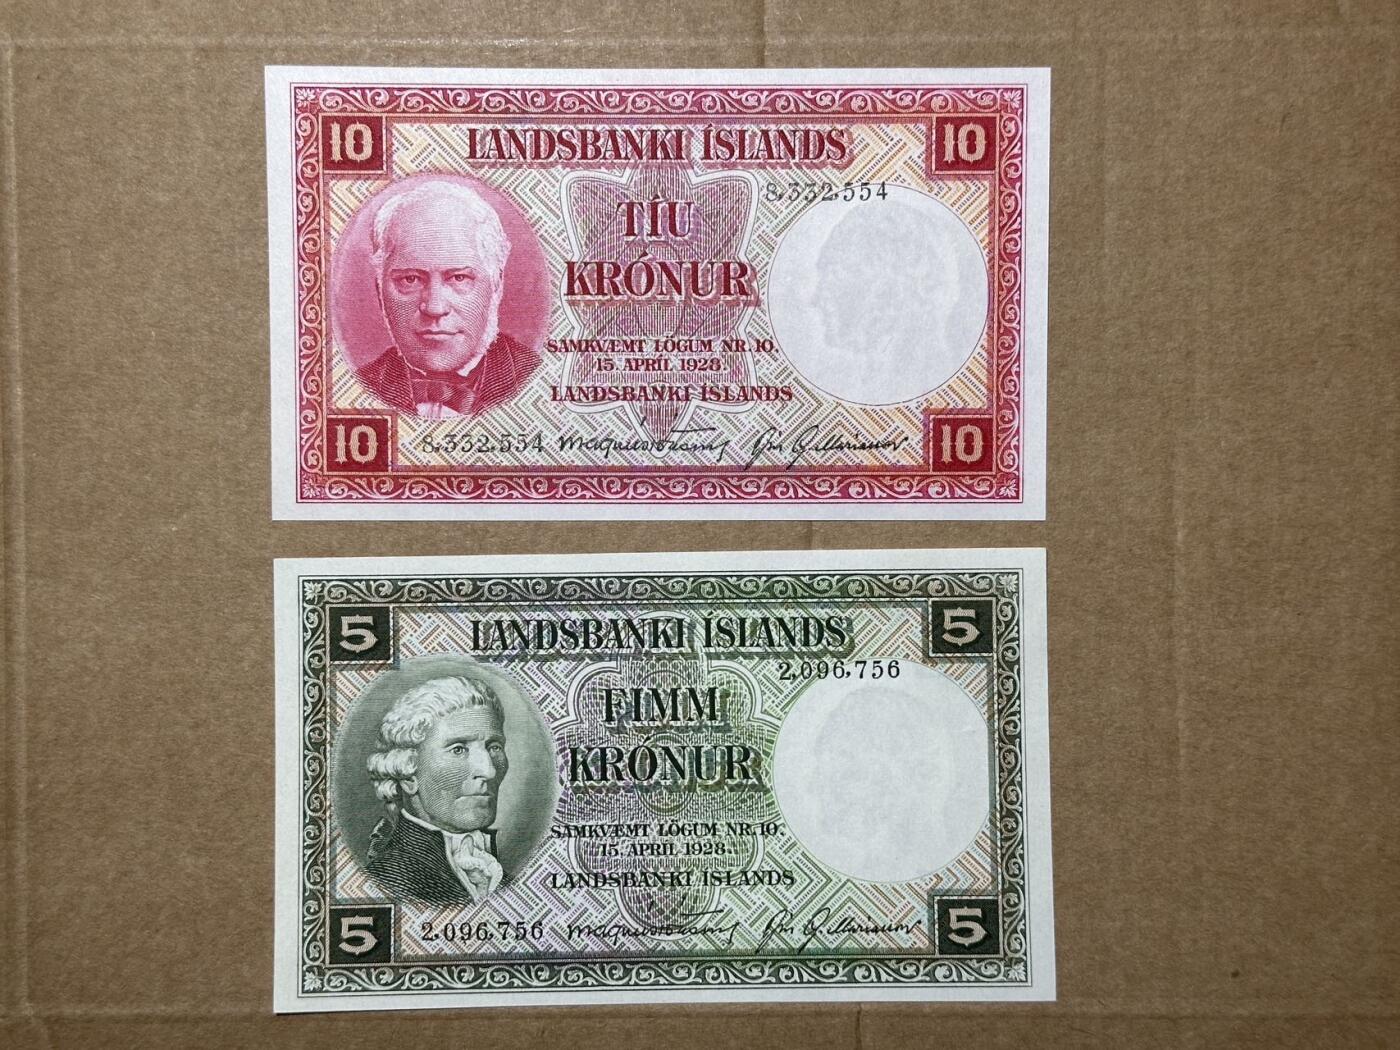 10 LANDSBANKI ÍSLANDS 10
8,332,554
TÍU
KRÓNUR
SAMKVÆMT LÖGUM NR. 10.
15. APRÍL 1928.
LANDSBANKI ÍSLANDS
10 8,332,554 10
5 LANDSBANKI ÍSLANDS 5
2,096,756
FIMM
KRÓNUR
SAMKVÆMT LÖGUM NR. 10.
15. APRÍL 1928.
LANDSBANKI ÍSLANDS
5 2,096,756 5